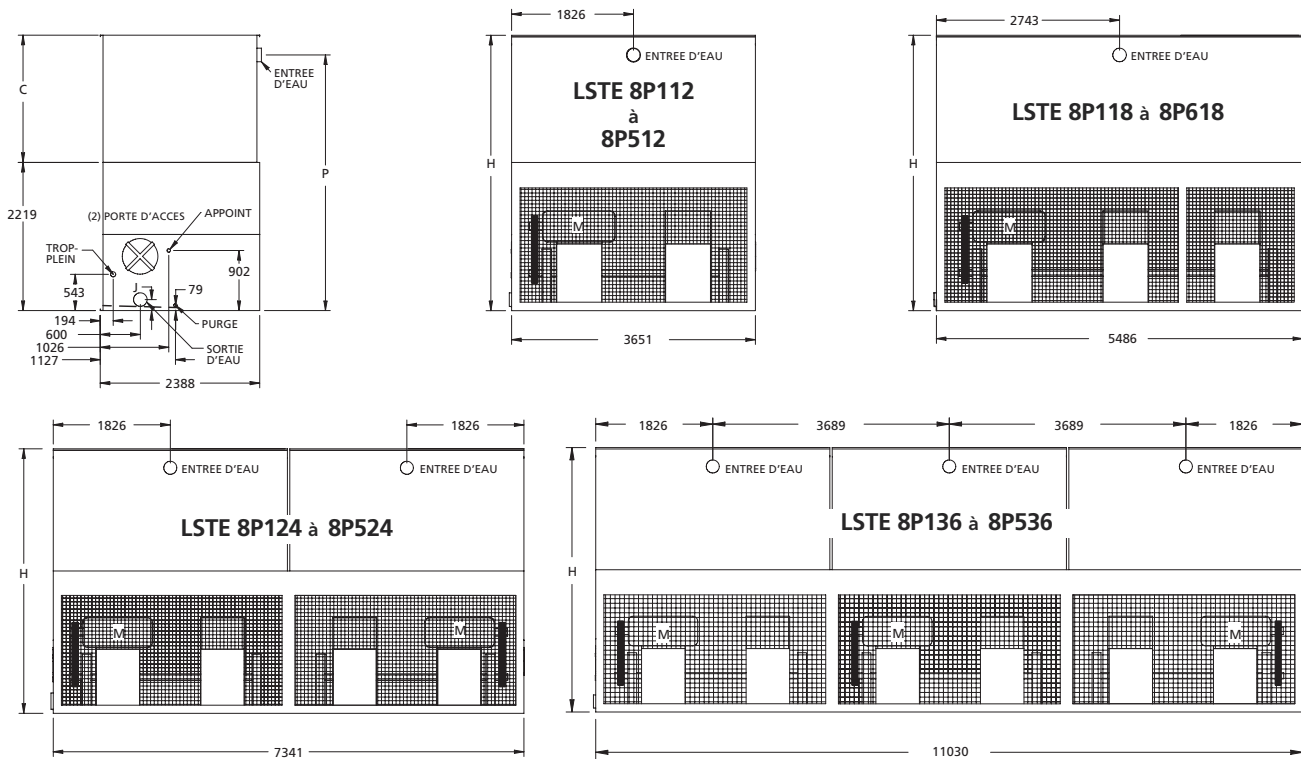 C
2219
ENTREE
D'EAU
P
(2) PORTE D'ACCES
APPOINT
TROP-
PLEIN
543
J
79
902
194
600
1026
1127
PURGE
SORTIE
D'EAU
2388
1826
ENTREE D'EAU
LSTE 8P112
à
8P512
H
M
3651
2743
ENTREE D'EAU
LSTE 8P118 à 8P618
H
M
5486
1826
1826
ENTREE D'EAU
ENTREE D'EAU
LSTE 8P124 à 8P524
H
M
M
7341
1826
3689
3689
1826
ENTREE D'EAU
ENTREE D'EAU
ENTREE D'EAU
LSTE 8P136 à 8P536
H
M
M
M
11030